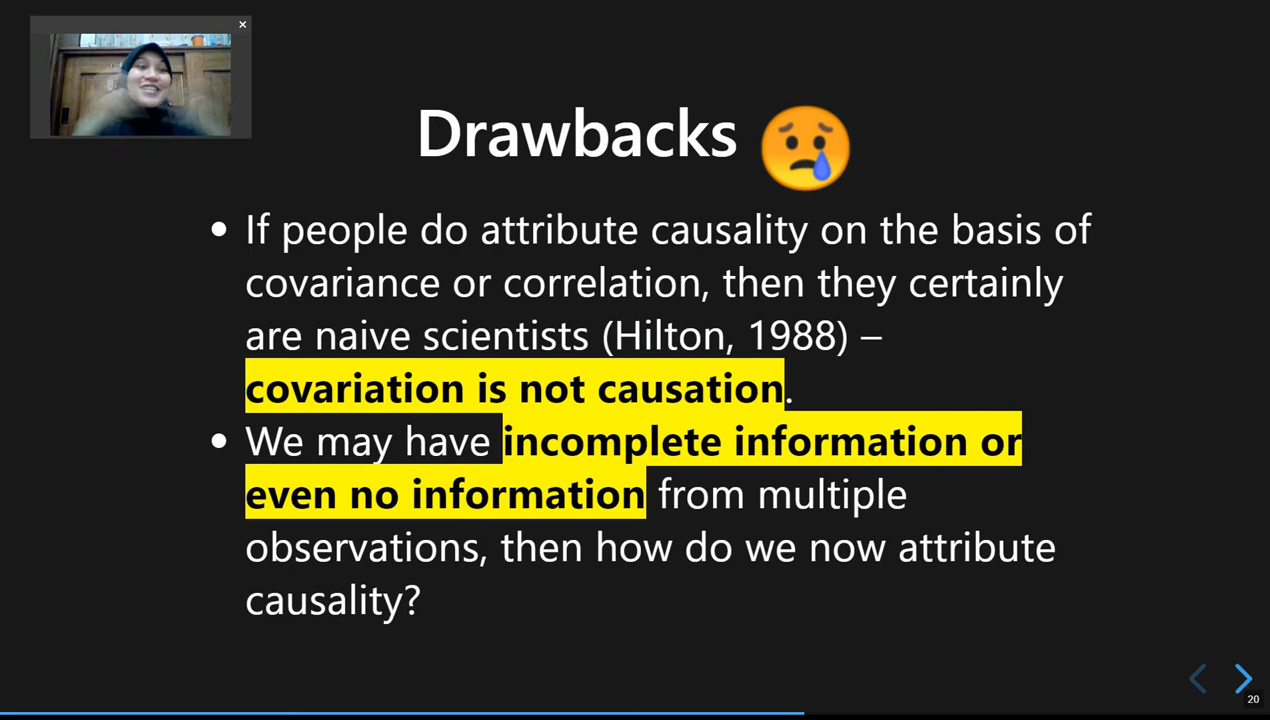 Drawbacks 😢
If people do attribute causality on the basis of
covariance or correlation, then they certainly
are naive scientists (Hilton, 1988) –
covariation is not causation.
We may have incomplete information or
even no information from multiple
observations, then how do we now attribute
causality?
20